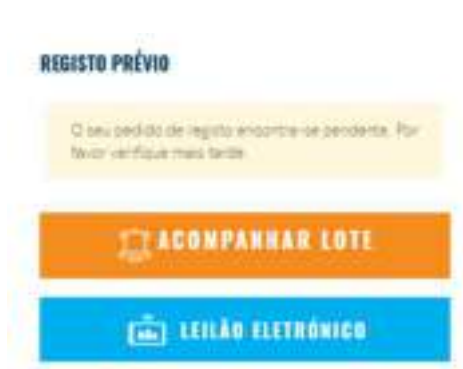 REGISTO PRÉVIO
O seu pedido de registo encontra-se pendente. Por
favor verifique mais tarde.
ACOMPANHAR LOTE
LEILÃO ELETRÓNICO